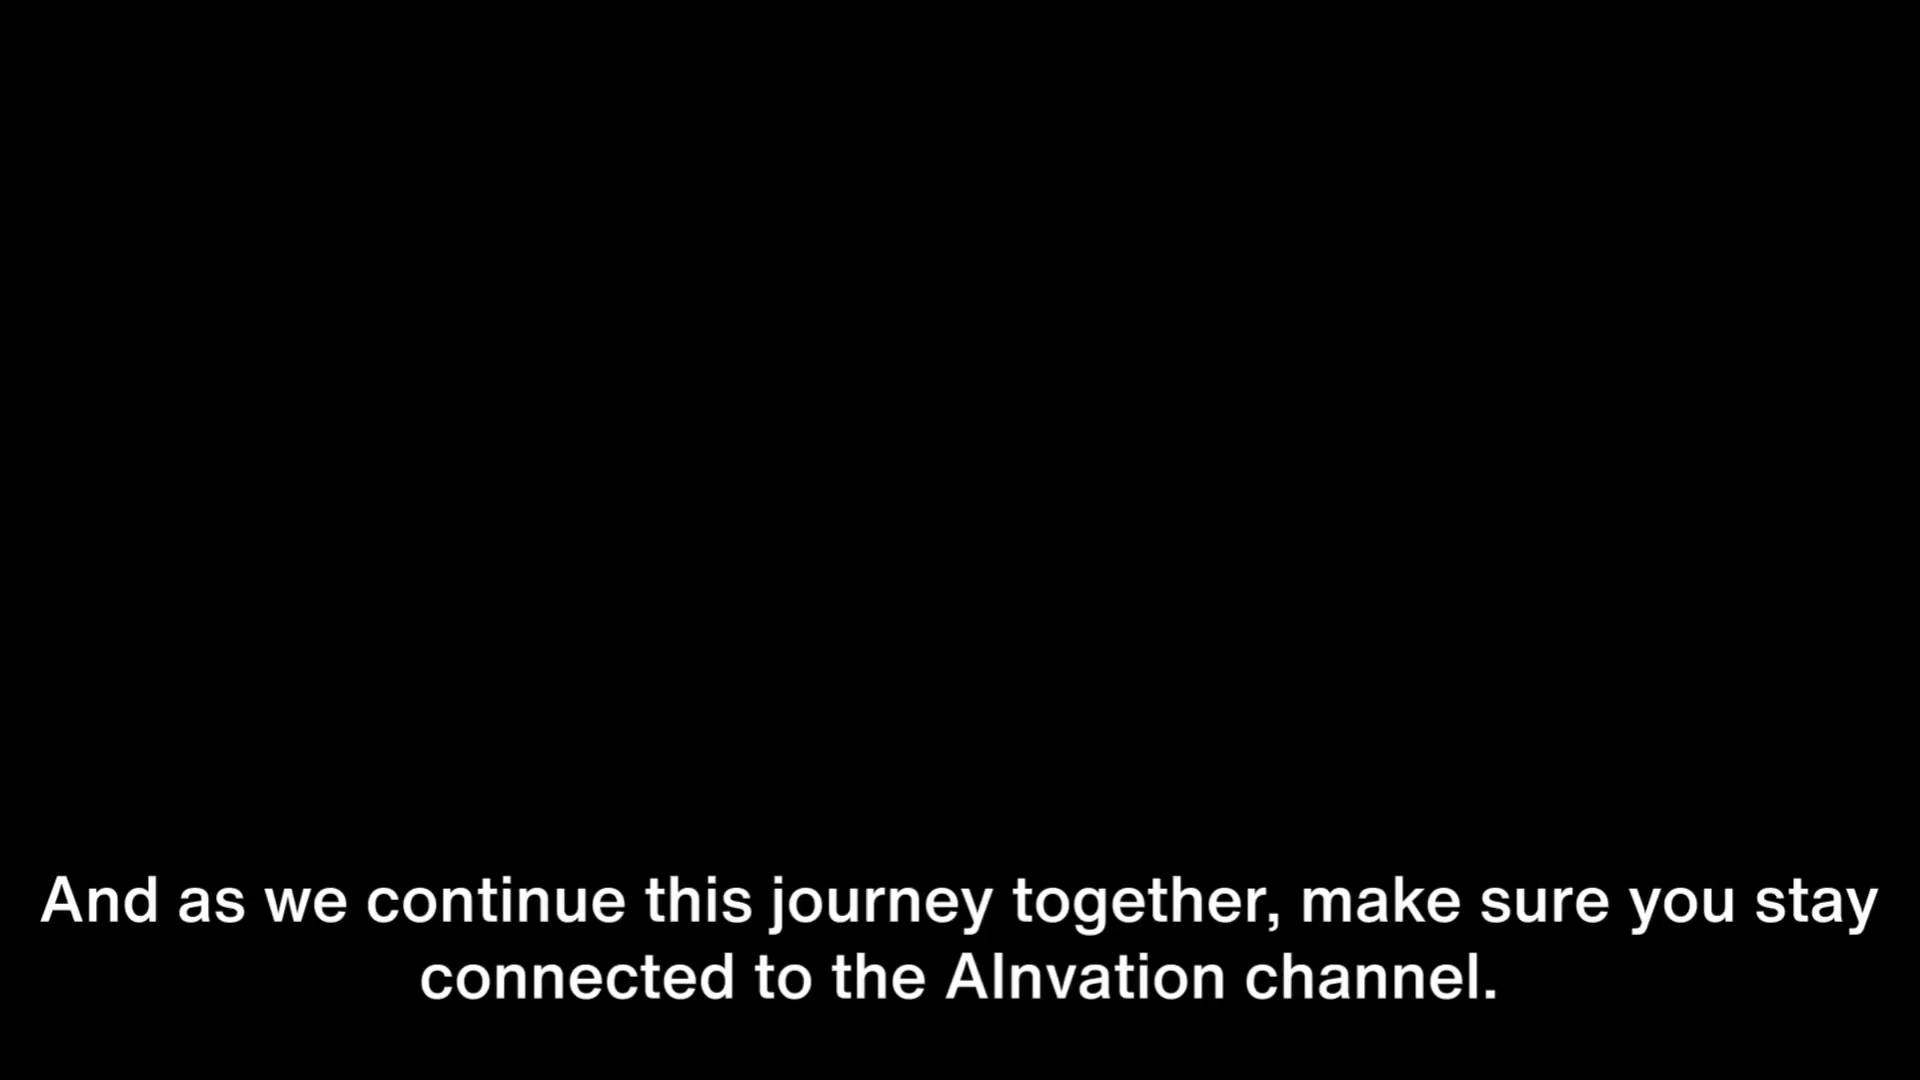 And as we continue this journey together, make sure you stay
connected to the AInvation channel.